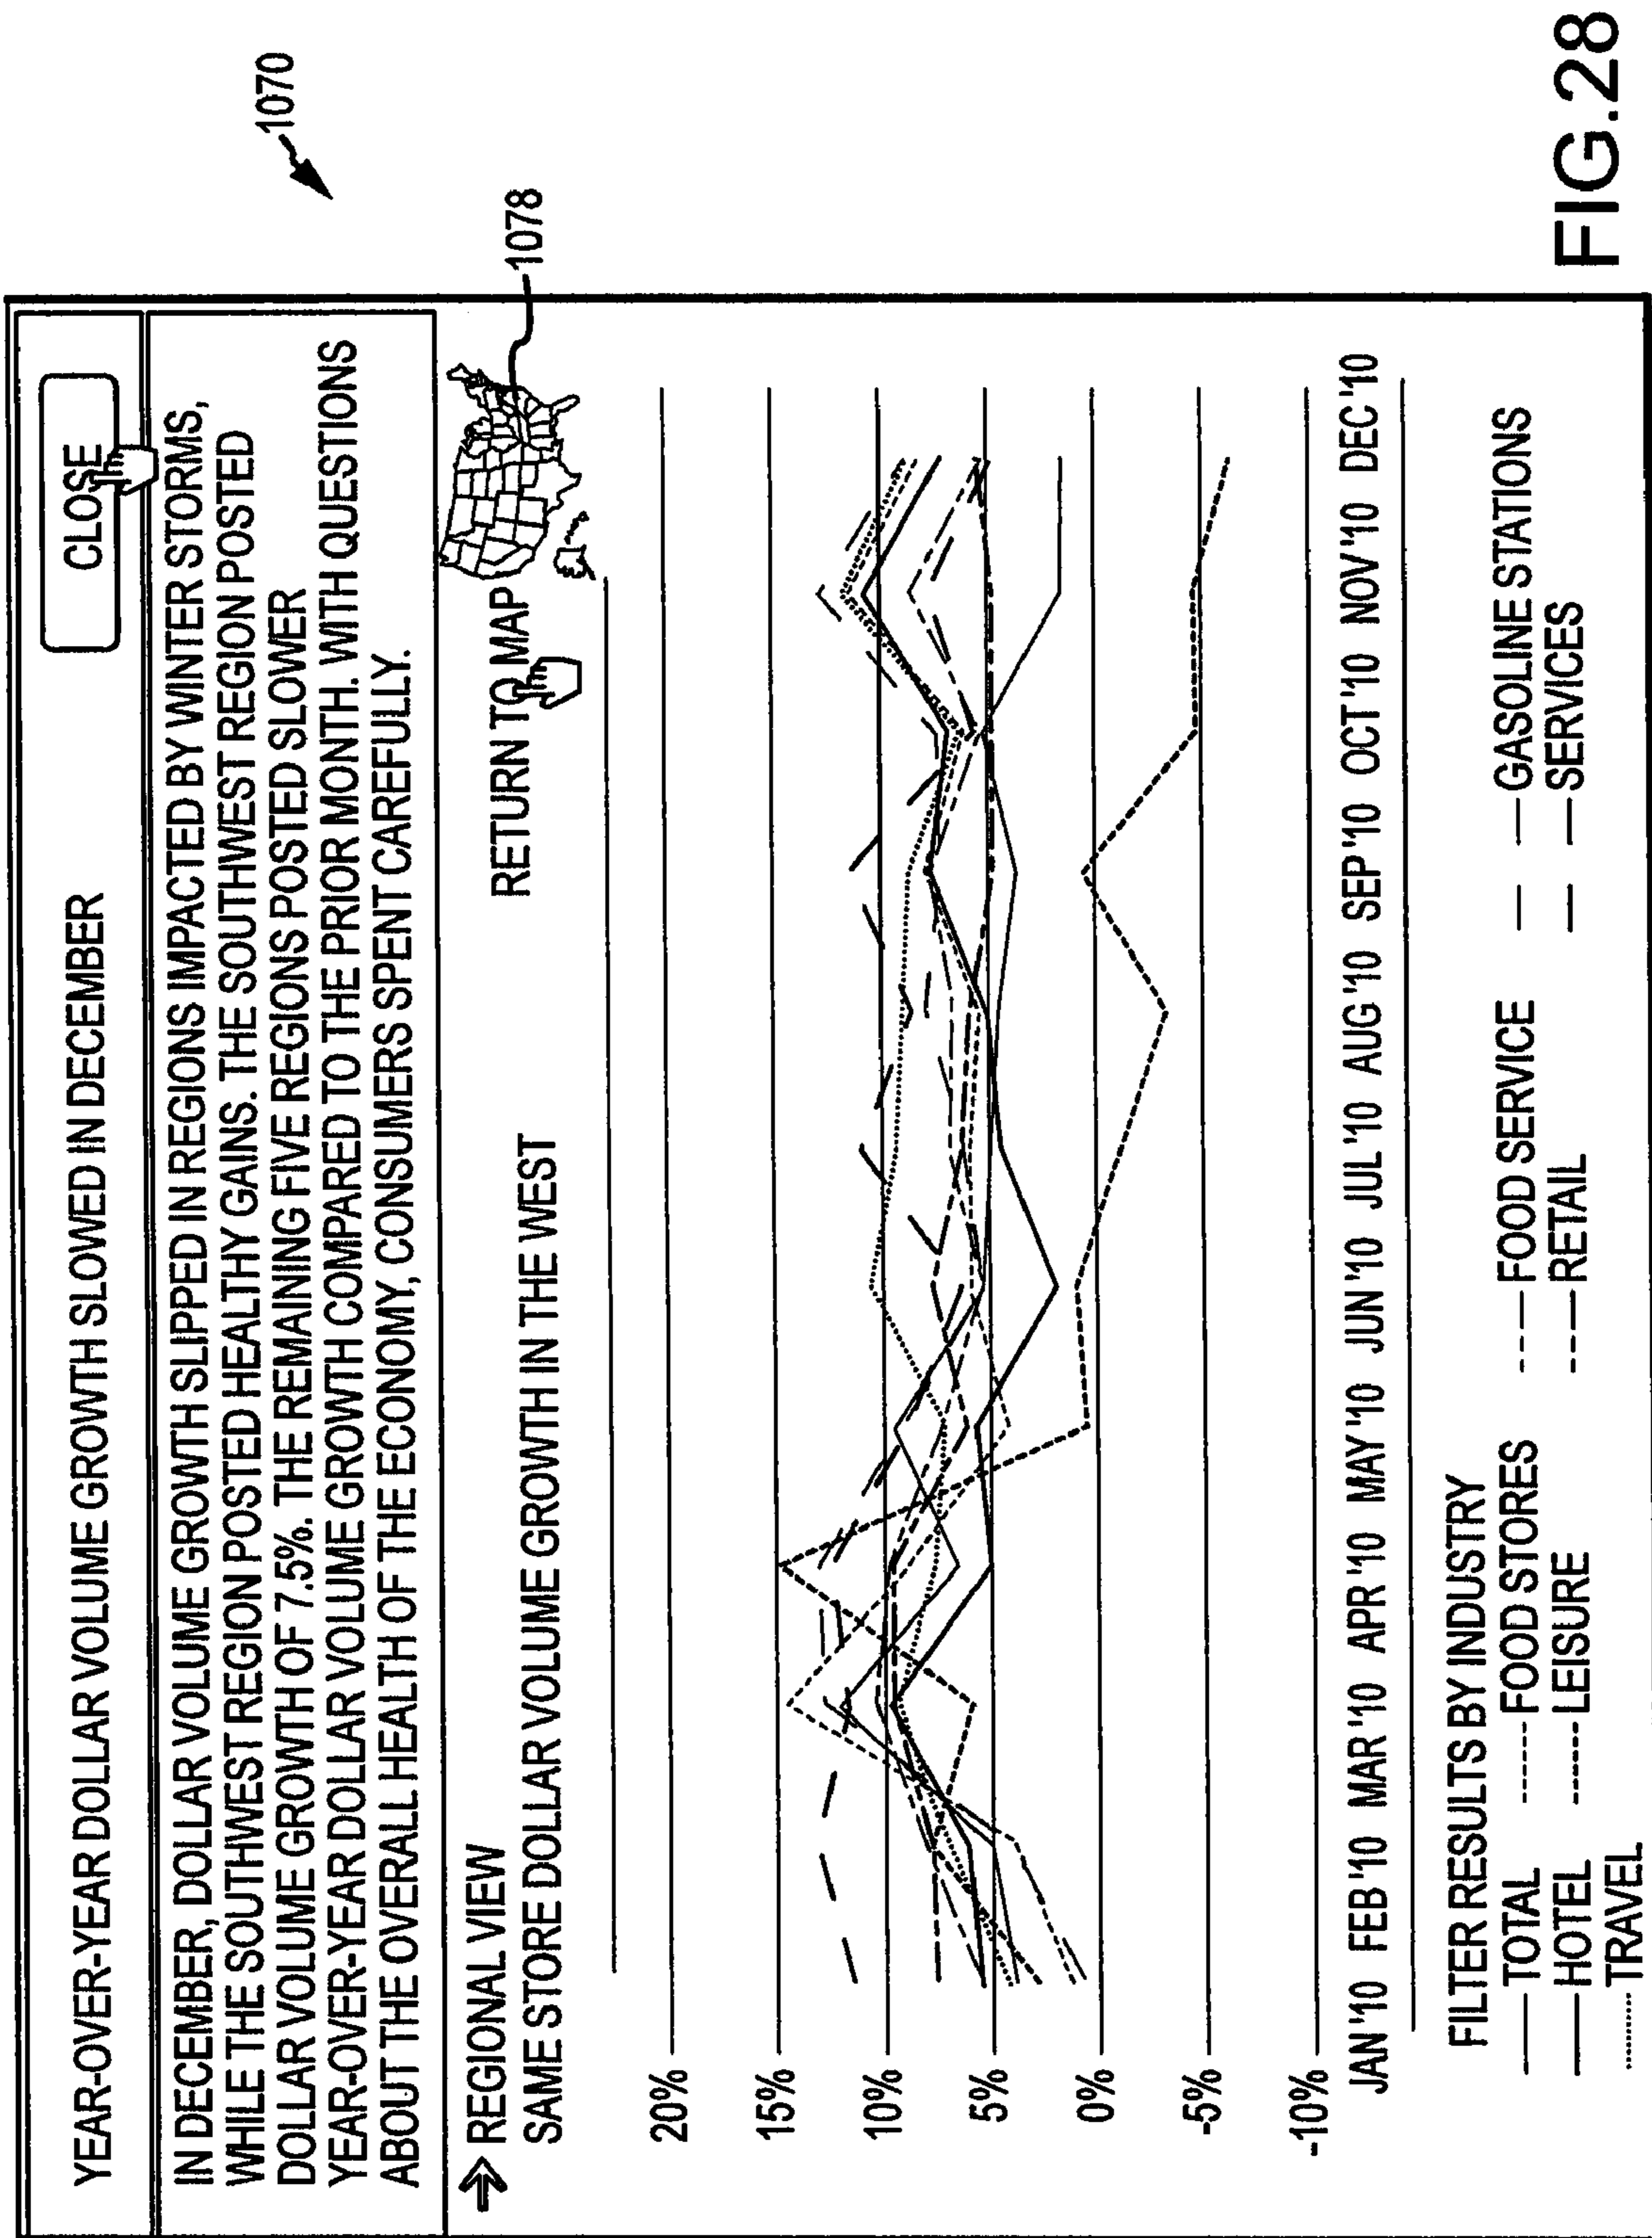 YEAR-OVER-YEAR DOLLAR VOLUME GROWTH SLOWED IN DECEMBER
CLOSE
IN DECEMBER, DOLLAR VOLUME GROWTH SLIPPED IN REGIONS IMPACTED BY WINTER STORMS,
WHILE THE SOUTHWEST REGION POSTED HEALTHY GAINS. THE SOUTHWEST REGION POSTED
DOLLAR VOLUME GROWTH OF 7.5%. THE REMAINING FIVE REGIONS POSTED SLOWER
YEAR-OVER-YEAR DOLLAR VOLUME GROWTH COMPARED TO THE PRIOR MONTH. WITH QUESTIONS
ABOUT THE OVERALL HEALTH OF THE ECONOMY, CONSUMERS SPENT CAREFULLY.
1070
REGIONAL VIEW
SAME STORE DOLLAR VOLUME GROWTH IN THE WEST
RETURN TO MAP
1078
20%
15%
10%
5%
0%
-5%
-10%
JAN '10 FEB '10 MAR '10 APR '10 MAY '10 JUN '10 JUL '10 AUG '10 SEP '10 OCT '10 NOV '10 DEC '10
FILTER RESULTS BY INDUSTRY
TOTAL FOOD STORES FOOD SERVICE GASOLINE STATIONS
HOTEL LEISURE RETAIL SERVICES
TRAVEL
FIG.28